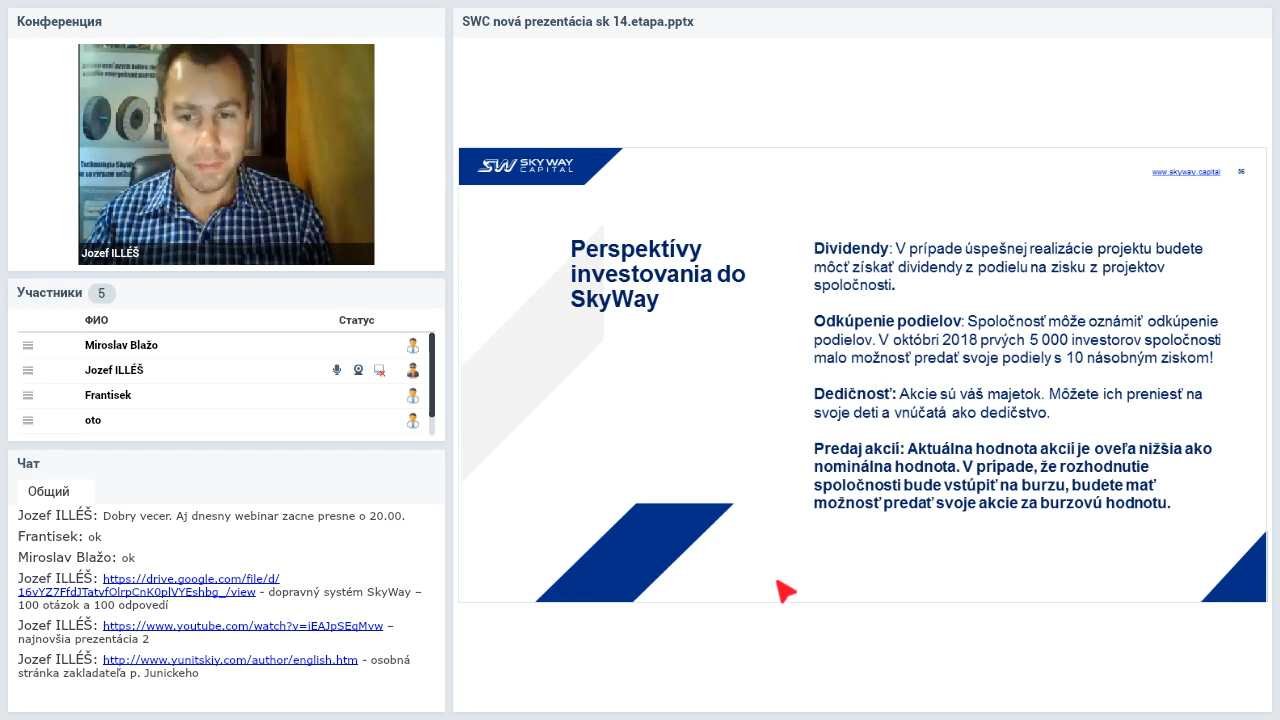 Конференция
Jozef ILLÉŠ
Участники 5
ФИО Статус
Miroslav Blažo
Jozef ILLÉŠ
Frantisek
oto
Чат
Общий
Jozef ILLÉŠ: Dobry vecer. Aj dnesny webinar zacne presne o 20.00.
Frantisek: ok
Miroslav Blažo: ok
Jozef ILLÉŠ: https://drive.google.com/file/d/
16vYZ7FfdJTatvfOlrpCnK0plVYEshbg_/view - dopravný systém SkyWay –
100 otázok a 100 odpovedí
Jozef ILLÉŠ: https://www.youtube.com/watch?v=iEAJpSEqMvw –
najnovšia prezentácia 2
Jozef ILLÉŠ: http://www.yunitskiy.com/author/english.htm - osobná
stránka zakladateľa p. Junickeho
SWC nová prezentácia sk 14.etapa.pptx
SW SKY WAY
CAPITAL
www.skyway.capital 36
Perspektívy
investovania do
SkyWay
Dividendy: V prípade úspešnej realizácie projektu budete
môcť získať dividendy z podielu na zisku z projektov
spoločnosti.
Odkúpenie podielov: Spoločnosť môže oznámiť odkúpenie
podielov. V októbri 2018 prvých 5 000 investorov spoločnosti
malo možnosť predať svoje podiely s 10 násobným ziskom!
Dedičnosť: Akcie sú váš majetok. Môžete ich preniesť na
svoje deti a vnúčatá ako dedičstvo.
Predaj akcií: Aktuálna hodnota akcií je oveľa nižšia ako
nominálna hodnota. V prípade, že rozhodnutie
spoločnosti bude vstúpiť na burzu, budete mať
možnosť predať svoje akcie za burzovú hodnotu.